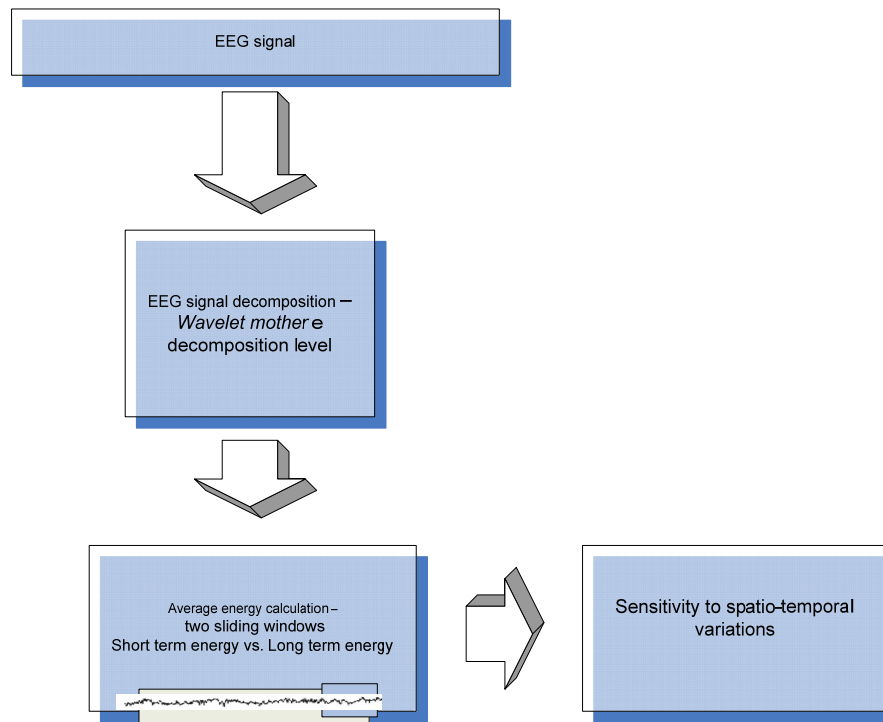 EEG signal
EEG signal decomposition –
Wavelet mother e
decomposition level
Average energy calculation –
two sliding windows
Short term energy vs. Long term energy
Sensitivity to spatio–temporal
variations